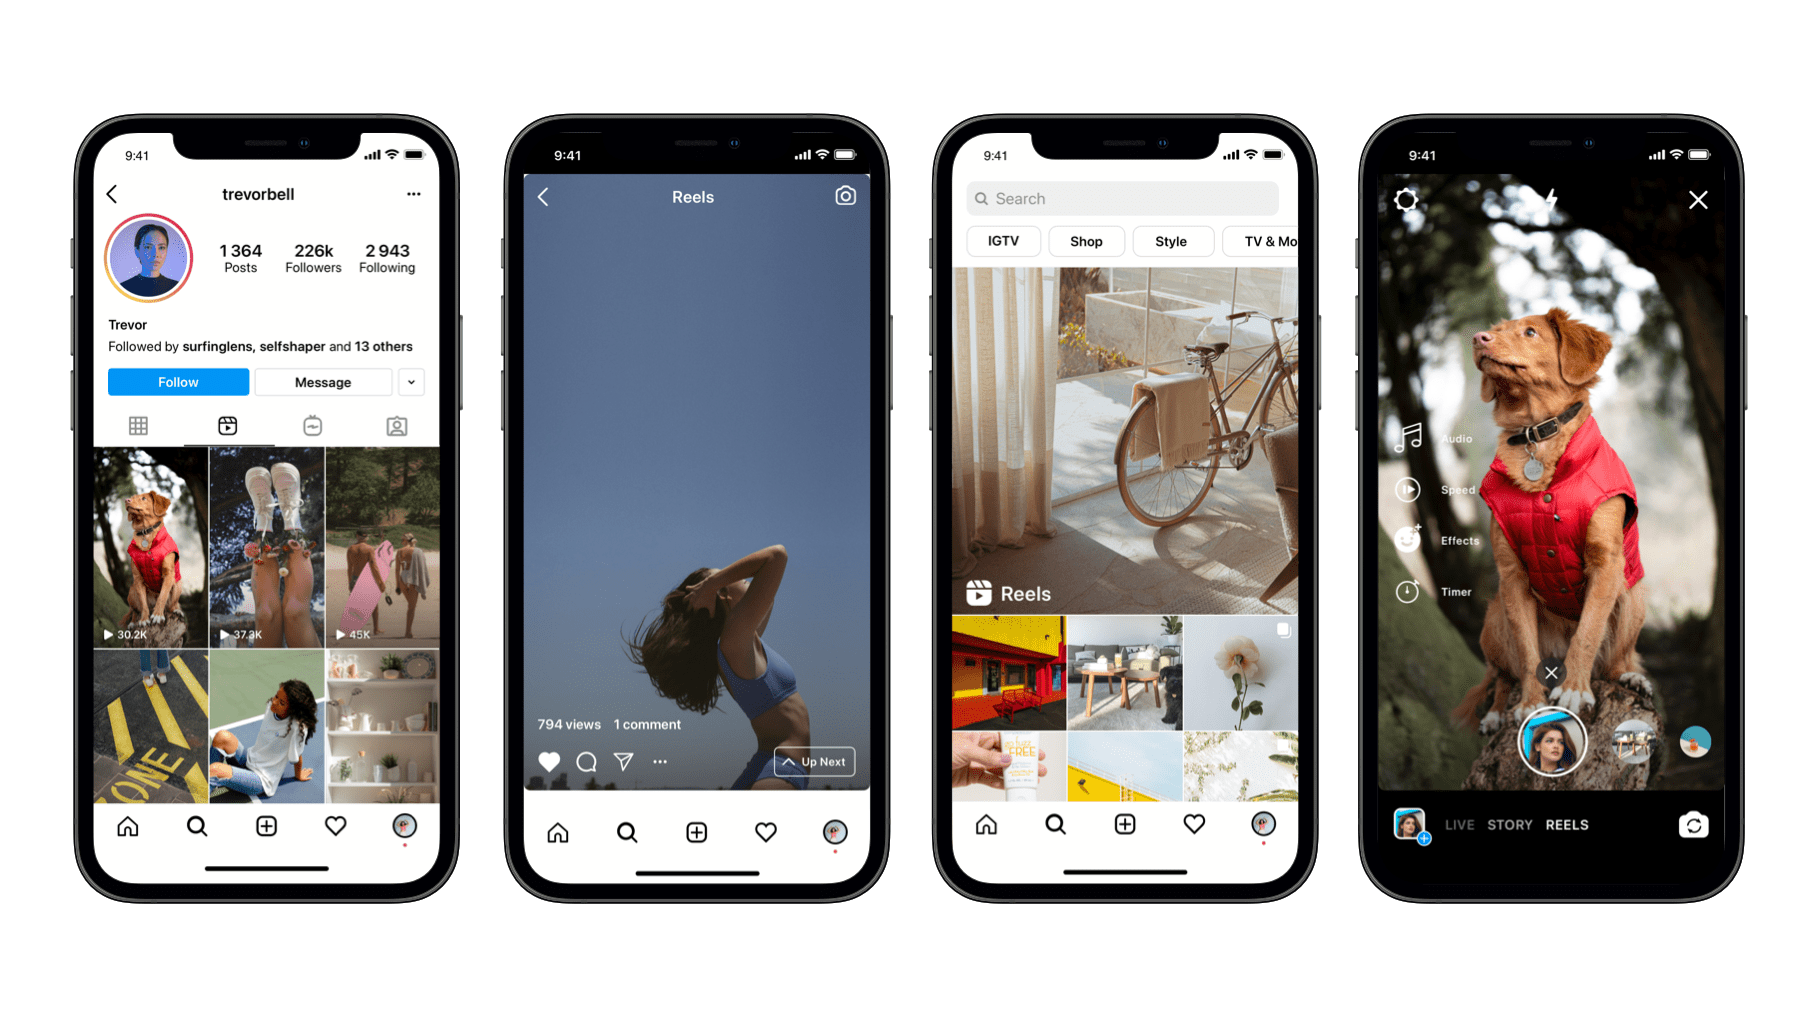 9:41
trevorbell
1 364 226k 2 943
Posts Followers Following
Trevor
Followed by surfinglens, selfshaper and 13 others
Follow Message
30.2K 37.3K 45K
ONE
9:41
Reels
794 views 1 comment
Up Next
9:41
Search
IGTV Shop Style TV & Mo
Reels
FREE
9:41
Audio
Speed
Effects
Timer
LIVE STORY REELS